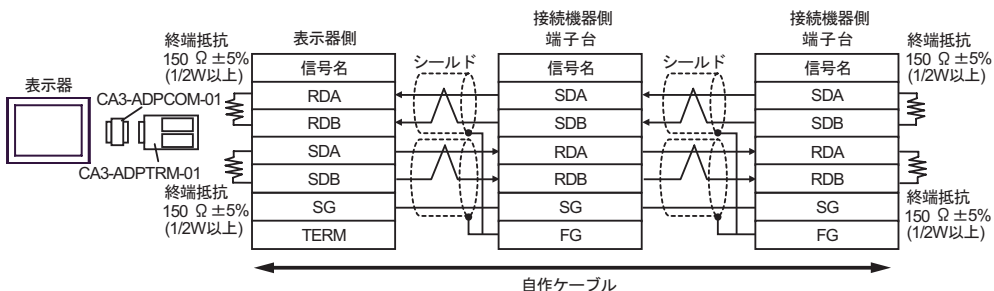 表示器
CA3-ADPCOM-01
CA3-ADPTRM-01
終端抵抗
150 Ω ±5%
(1/2W以上)
終端抵抗
150 Ω ±5%
(1/2W以上)
表示器側
信号名
RDA
RDB
SDA
SDB
SG
TERM
シールド
接続機器側
端子台
信号名
SDA
SDB
RDA
RDB
SG
FG
シールド
接続機器側
端子台
信号名
SDA
SDB
RDA
RDB
SG
FG
終端抵抗
150 Ω ±5%
(1/2W以上)
終端抵抗
150 Ω ±5%
(1/2W以上)
自作ケーブル